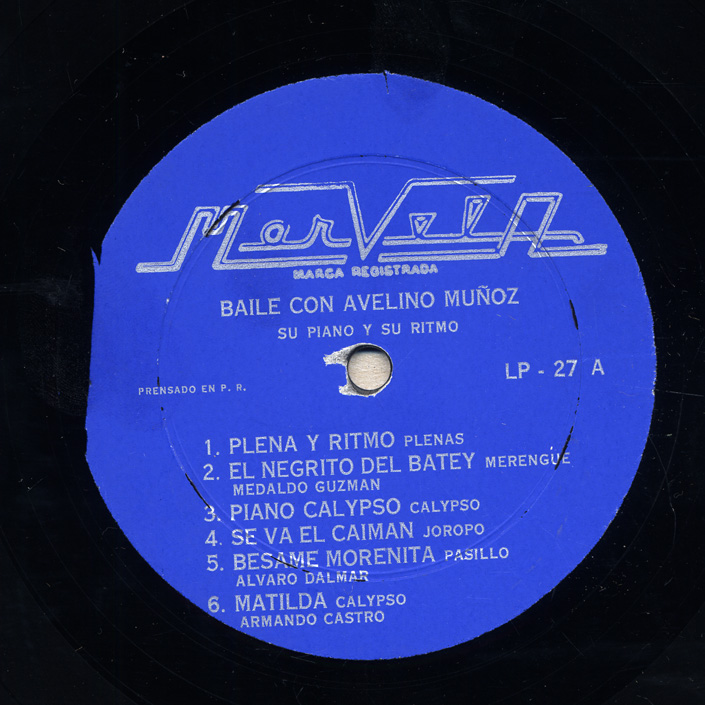 Marvela
MARCA REGISTRADA
BAILE CON AVELINO MUÑOZ
SU PIANO Y SU RITMO
LP - 27 A
PRENSADO EN P. R.
1. PLENA Y RITMO PLENAS
2. EL NEGRITO DEL BATEY MERENGUE
MEDALDO GUZMAN
3. PIANO CALYPSO CALYPSO
4. SE VA EL CAIMAN JOROPO
5. BESAME MORENITA PASILLO
ALVARO DALMAR
6. MATILDA CALYPSO
ARMANDO CASTRO